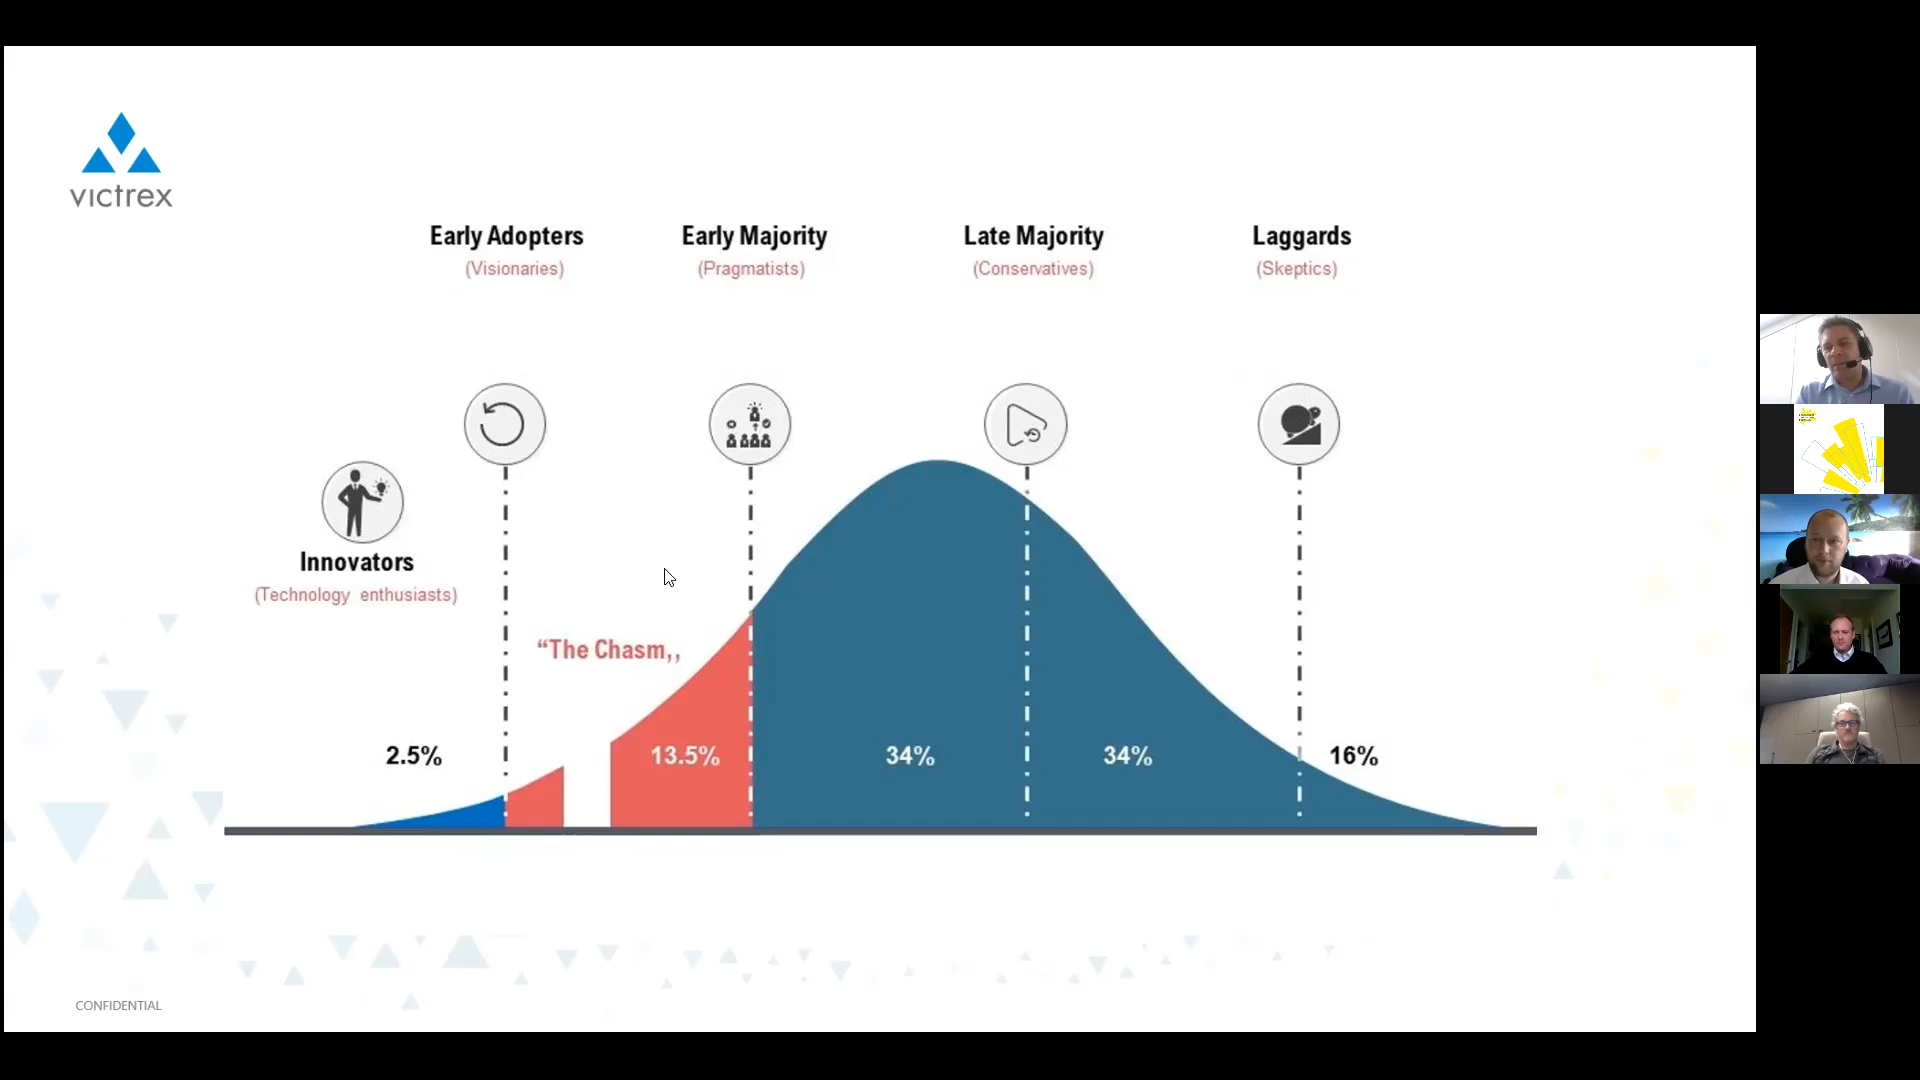 victrex
Early Adopters
(Visionaries)
Early Majority
(Pragmatists)
Late Majority
(Conservatives)
Laggards
(Skeptics)
Innovators
(Technology enthusiasts)
“The Chasm,,
2.5%
13.5%
34%
34%
16%
CONFIDENTIAL